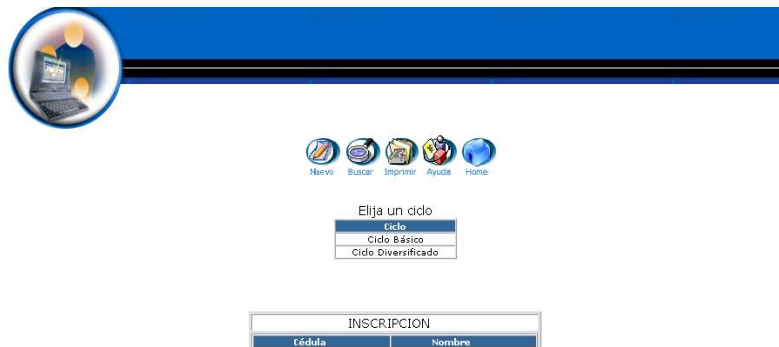 Nuevo Buscar Imprimir Ayuda Home
Elija un ciclo
Ciclo
Ciclo Básico
Ciclo Diversificado
INSCRIPCION
Cédula Nombre